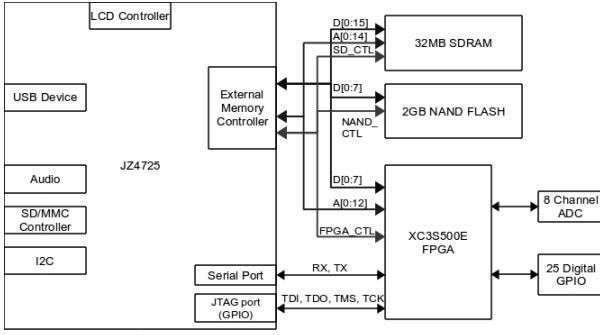 LCD Controller
D[0:15]
A[0:14]
SD_CTL
32MB SDRAM
USB Device
External
Memory
Controller
D[0:7]
NAND_
CTL
2GB NAND FLASH
JZ4725
Audio
D[0:7]
A[0:12]
FPGA_CTL
XC3S500E
FPGA
8 Channel
ADC
SD/MMC
Controller
I2C
Serial Port
RX, TX
25 Digital
GPIO
JTAG port
(GPIO)
TDI, TDO, TMS, TCK